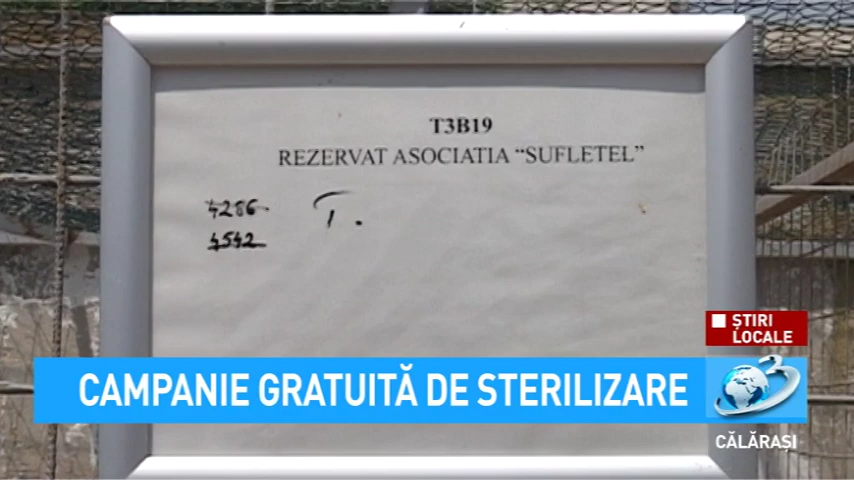 T3B19
REZERVAT ASOCIATIA “SUFLETEL”
4286
T.
4542
ȘTIRI
LOCALE
CAMPANIE GRATUITĂ DE STERILIZARE
3
CĂLĂRAȘI